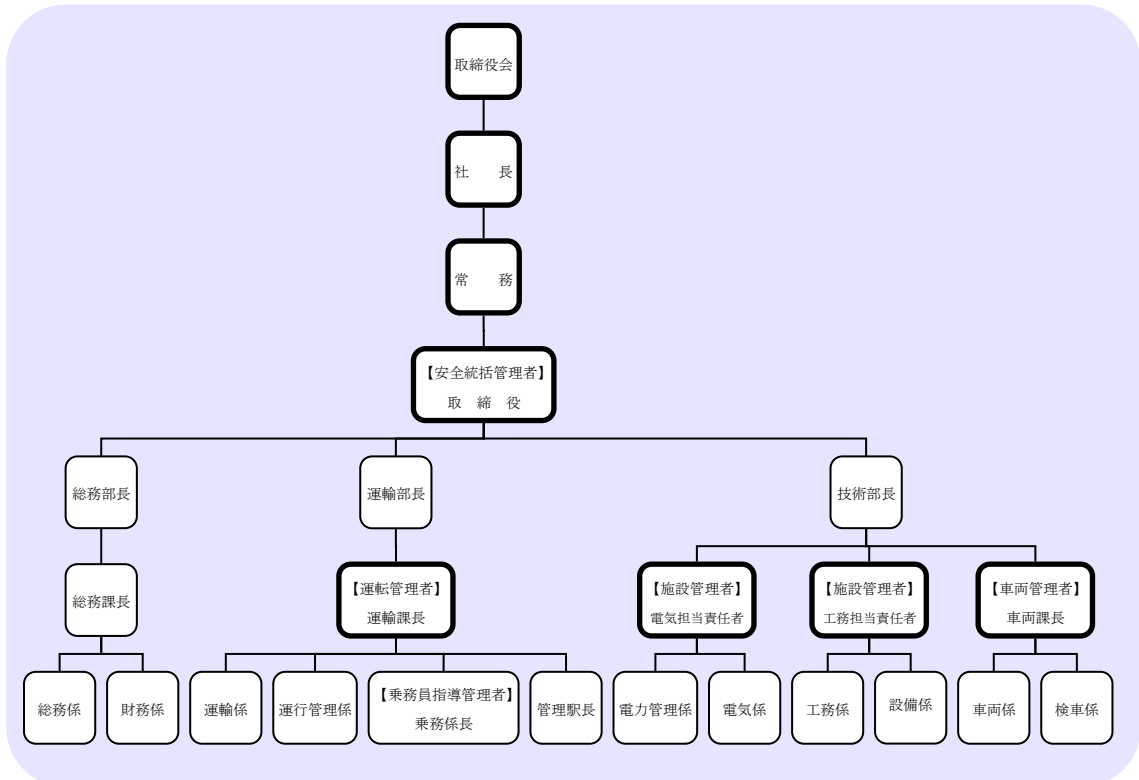 取締役会
社　　長
常　　務
【安全統括管理者】
取　締　役
総務部長
運輸部長
技術部長
総務課長
【運転管理者】
運輸課長
【施設管理者】
電気担当責任者
【施設管理者】
工務担当責任者
【車両管理者】
車両課長
総務係
財務係
運輸係
運行管理係
【乗務員指導管理者】
乗務係長
管理駅長
電力管理係
電気係
工務係
設備係
車両係
検車係